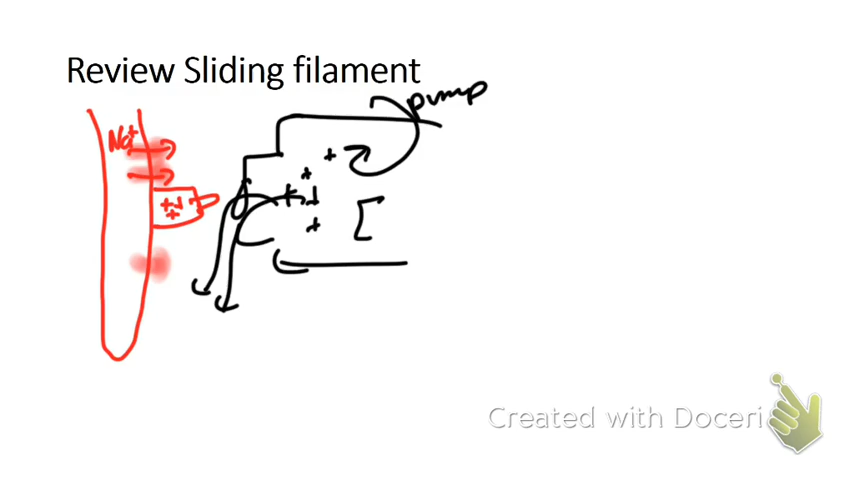 Review Sliding filament
pump
Na+
+ +
+
+
+
+
Created with Doceri